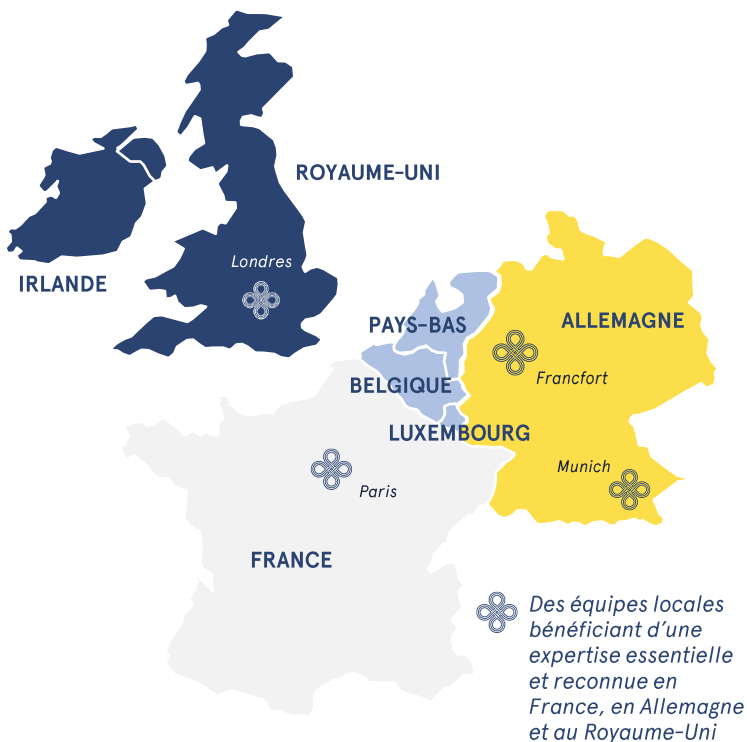 ROYAUME-UNI
Londres
IRLANDE
PAYS-BAS
ALLEMAGNE
Francfort
BELGIQUE
LUXEMBOURG
Munich
Paris
FRANCE
Des équipes locales
bénéficiant d’une
expertise essentielle
et reconnue en
France, en Allemagne
et au Royaume-Uni